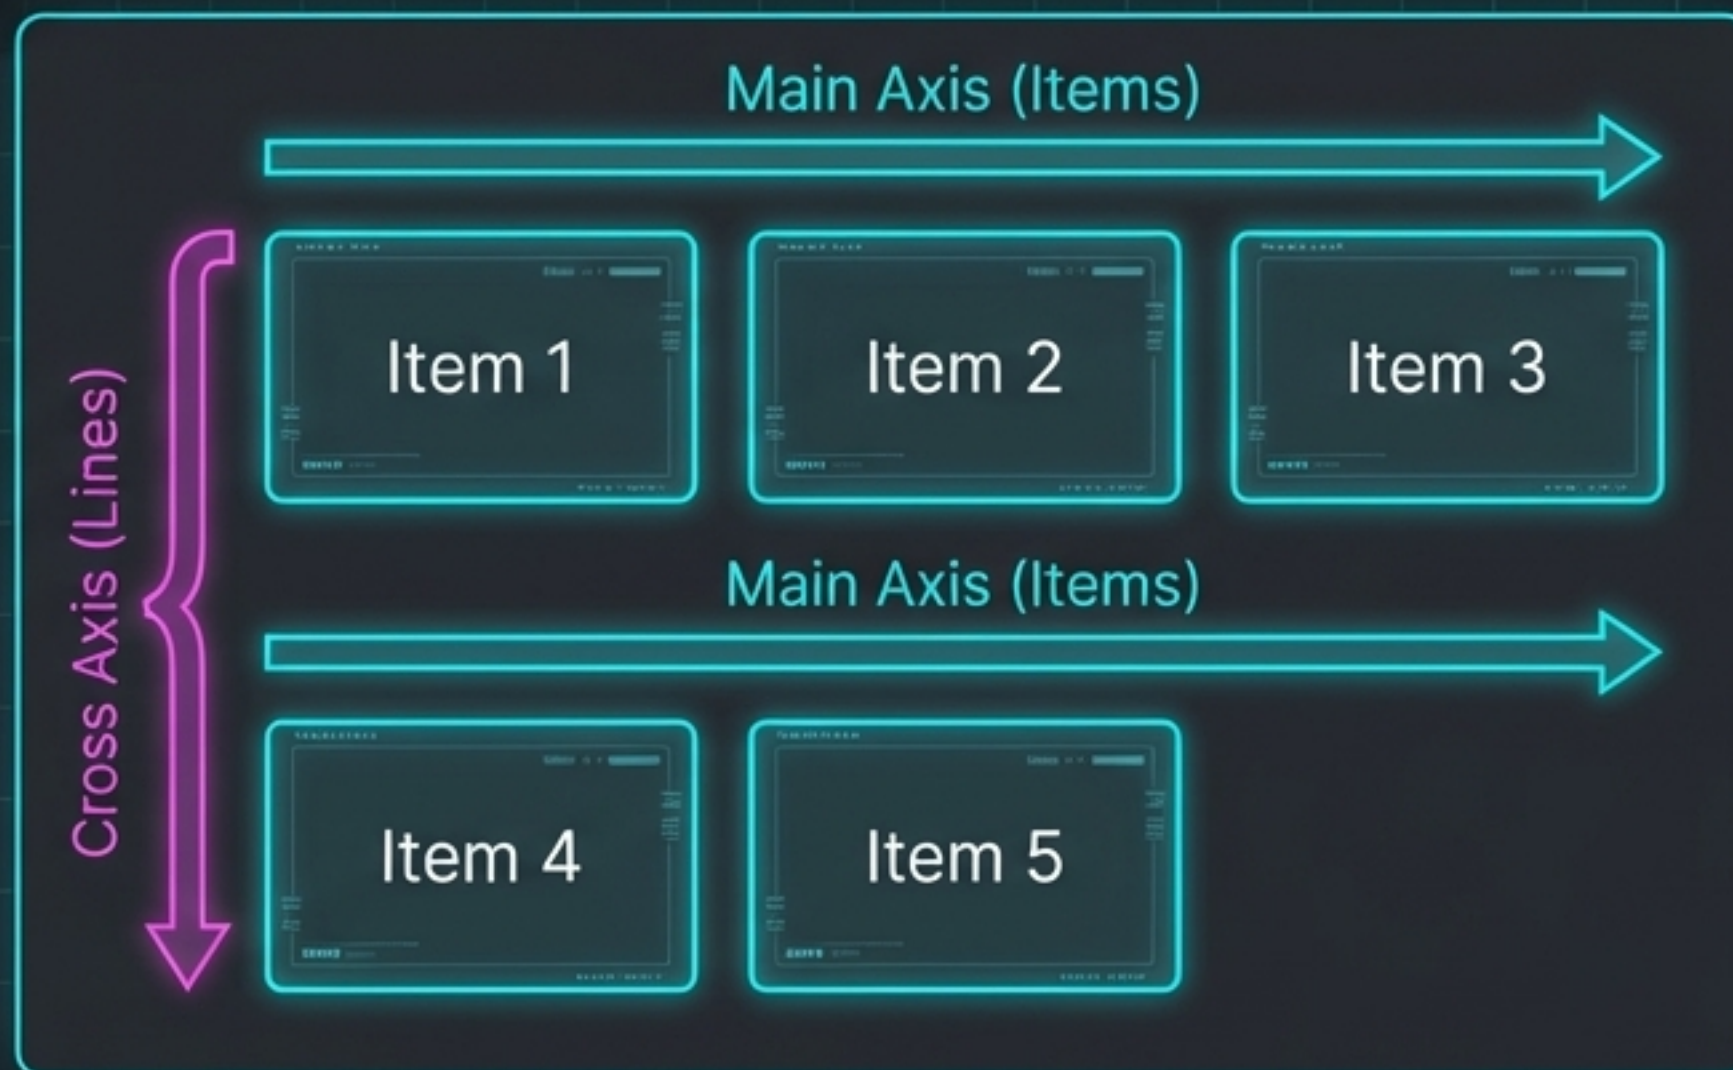 Main Axis (Items)
Item 1
Item 2
Item 3
Cross Axis (Lines)
Main Axis (Items)
Item 4
Item 5